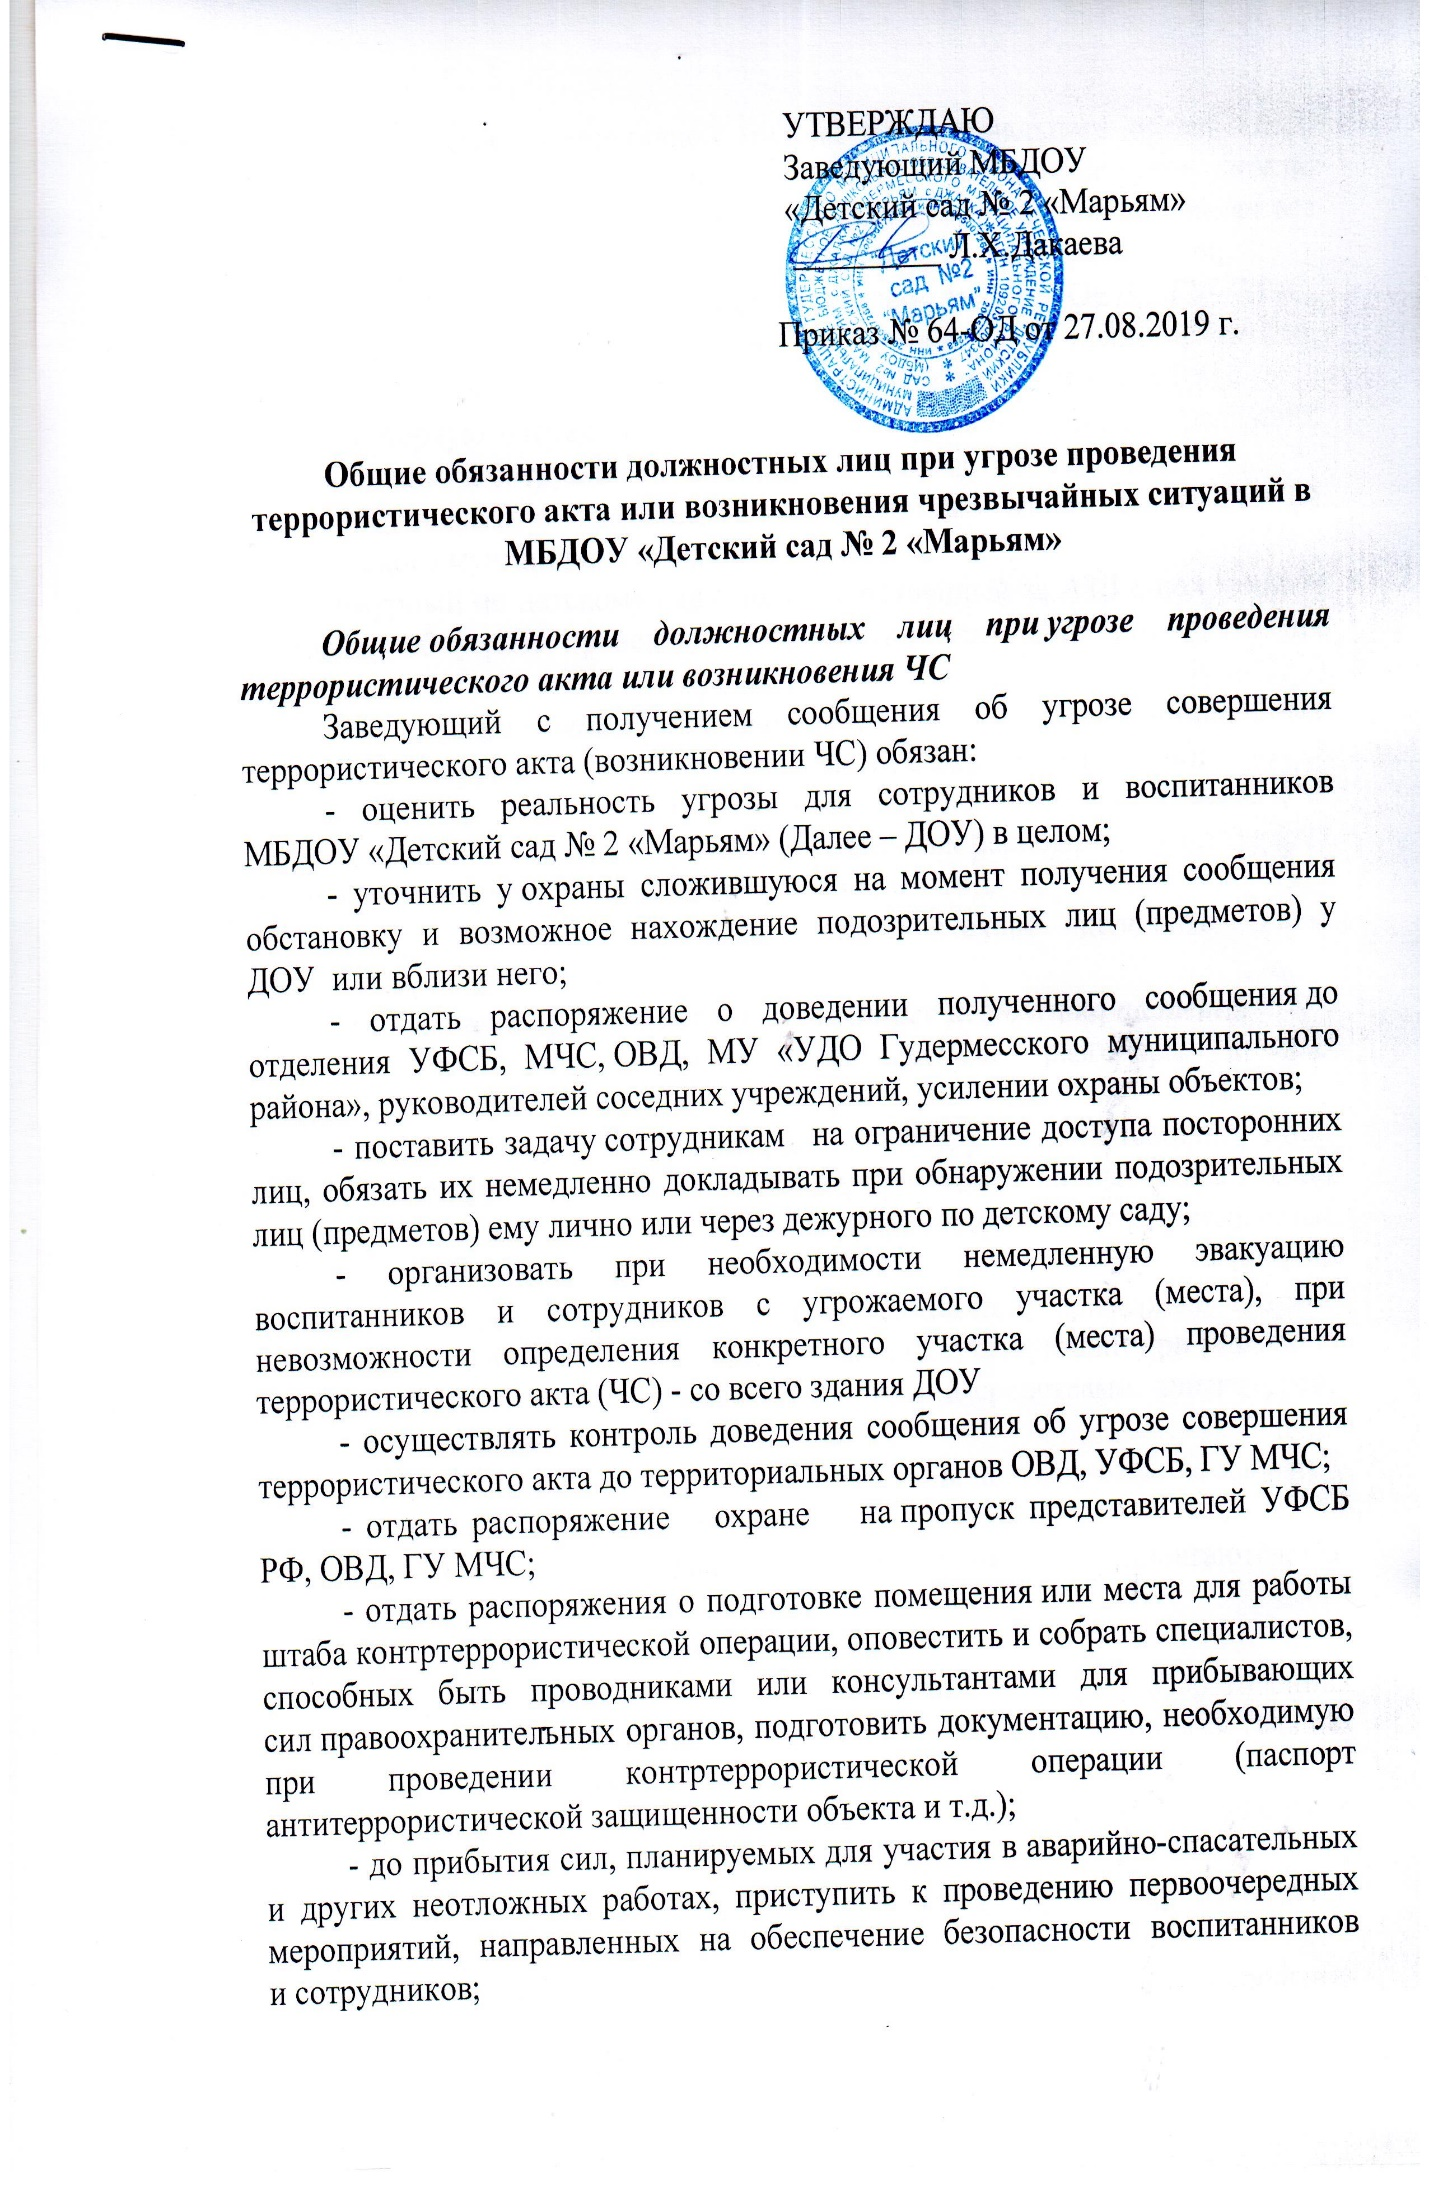 УТВЕРЖДАЮ
Заведующий МБДОУ
«Детский сад № 2 «Марьям»
Л.Х.Дакаева
"Детский
сад №2
"Марьям"
Приказ № 64-ОД от 27.08.2019 г.
Общие обязанности должностных лиц при угрозе проведения
террористического акта или возникновения чрезвычайных ситуаций в
МБДОУ «Детский сад № 2 «Марьям»
Общие обязанности должностных лиц при угрозе проведения
террористического акта или возникновения ЧС
Заведующий с получением сообщения об угрозе совершения
террористического акта (возникновении ЧС) обязан:
- оценить реальность угрозы для сотрудников и воспитанников
МБДОУ «Детский сад № 2 «Марьям» (Далее – ДОУ) в целом;
- уточнить у охраны сложившуюся на момент получения сообщения
обстановку и возможное нахождение подозрительных лиц (предметов) у
ДОУ или вблизи него;
- отдать распоряжение о доведении полученного сообщения до
отделения УФСБ, МЧС, ОВД, МУ «УДО Гудермесского муниципального
района», руководителей соседних учреждений, усилении охраны объектов;
- поставить задачу сотрудникам на ограничение доступа посторонних
лиц, обязать их немедленно докладывать при обнаружении подозрительных
лиц (предметов) ему лично или через дежурного по детскому саду;
- организовать при необходимости немедленную эвакуацию
воспитанников и сотрудников с угрожаемого участка (места), при
невозможности определения конкретного участка (места) проведения
террористического акта (ЧС) - со всего здания ДОУ
- осуществлять контроль доведения сообщения об угрозе совершения
террористического акта до территориальных органов ОВД, УФСБ, ГУ МЧС;
- отдать распоряжение охране на пропуск представителей УФСБ
РФ, ОВД, ГУ МЧС;
- отдать распоряжения о подготовке помещения или места для работы
штаба контртеррористической операции, оповестить и собрать специалистов,
способных быть проводниками или консультантами для прибывающих
сил правоохранительных органов, подготовить документацию, необходимую
при проведении контртеррористической операции (паспорт
антитеррористической защищенности объекта и т.д.);
- до прибытия сил, планируемых для участия в аварийно-спасательных
и других неотложных работах, приступить к проведению первоочередных
мероприятий, направленных на обеспечение безопасности воспитанников
и сотрудников;